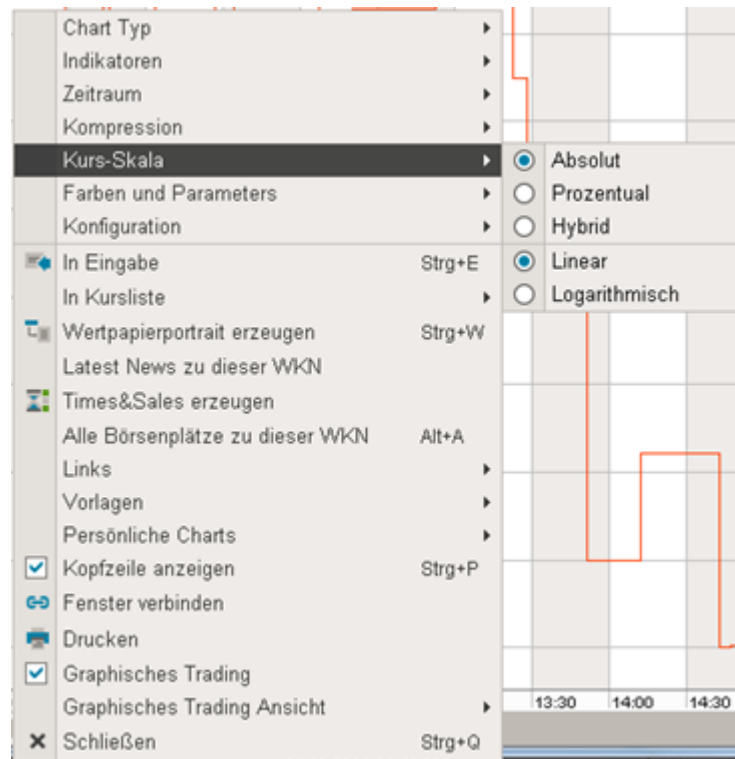 Chart Typ
Indikatoren
Zeitraum
Kompression
Kurs-Skala
Absolut
Farben und Parameters
Prozentual
Konfiguration
Hybrid
In Eingabe Strg+E
Linear
In Kursliste
Logarithmisch
Wertpapierportrait erzeugen Strg+W
Latest News zu dieser WKN
Times&Sales erzeugen
Alle Börsenplätze zu dieser WKN Alt+A
Links
Vorlagen
Persönliche Charts
Kopfzeile anzeigen Strg+P
Fenster verbinden
Drucken
Graphisches Trading
Graphisches Trading Ansicht
13:30 14:00 14:30
Schließen Strg+Q